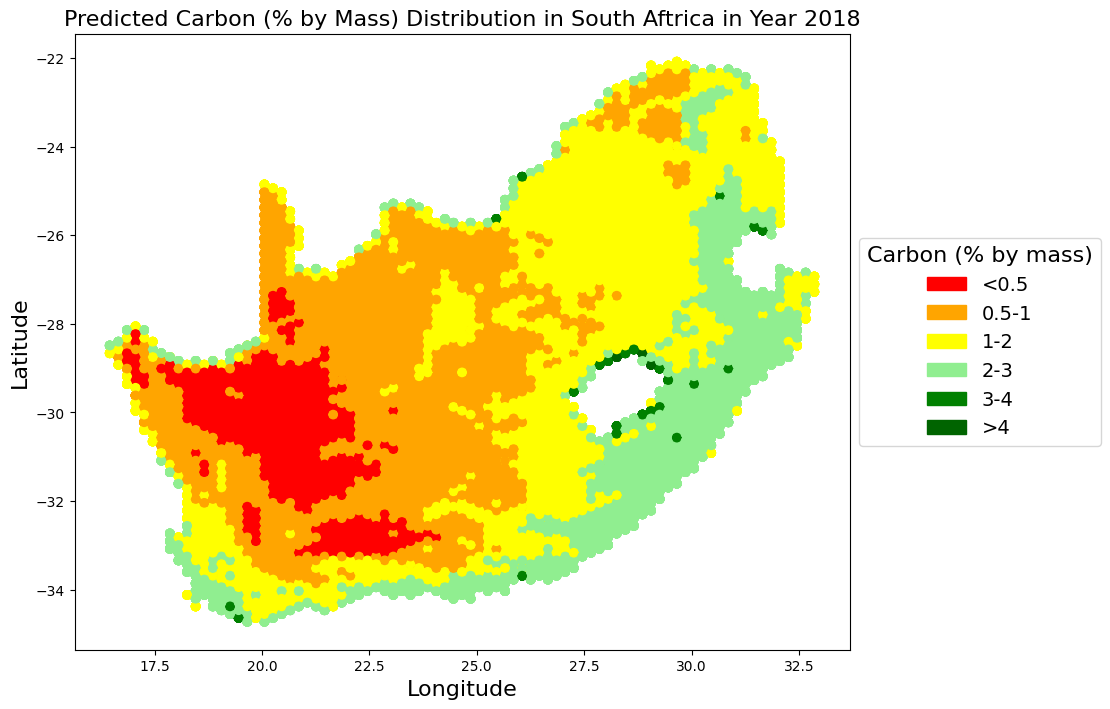 Predicted Carbon (% by Mass) Distribution in South Aftrica in Year 2018
−22
−24
−26
−28
−30
−32
−34
Latitude
17.5 20.0 22.5 25.0 27.5 30.0 32.5
Longitude
Carbon (% by mass)
<0.5
0.5-1
1-2
2-3
3-4
>4